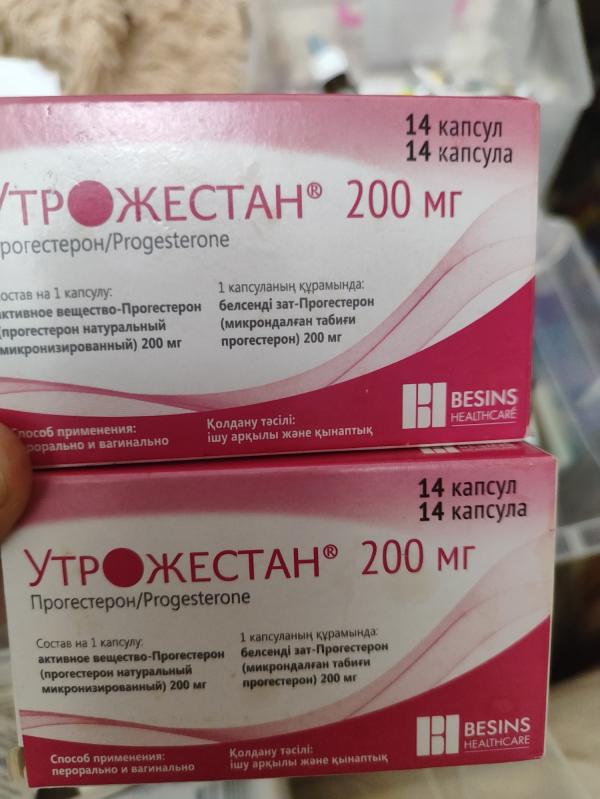 14 капсул
14 капсула
УТРОЖЕСТАН® 200 мг
прогестерон/Progesterone
Состав на 1 капсулу:
активное вещество-Прогестерон
(прогестерон натуральный
микронизированный) 200 мг
1 капсуланың құрамында:
белсенді зат-Прогестерон
(микрондалған табиғи
прогестерон) 200 мг
Способ применения:
перорально и вагинально
Қолдану тәсілі:
ішу арқылы және қынаптық
BESINS
HEALTHCARE
14 капсул
14 капсула
УТРОЖЕСТАН® 200 мг
Прогестерон/Progesterone
Состав на 1 капсулу:
активное вещество-Прогестерон
(прогестерон натуральный
микронизированный) 200 мг
1 капсуланың құрамында:
белсенді зат-Прогестерон
(микрондалған табиғи
прогестерон) 200 мг
Способ применения:
перорально и вагинально
Қолдану тәсілі:
ішу арқылы және қынаптық
BESINS
HEALTHCARE